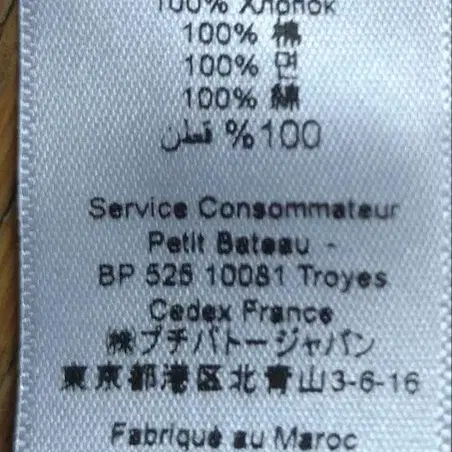 100% Хлопок
100% 棉
100% 면
100% 綿
100% قطن
Service Consommateur
Petit Bateau -
BP 525 10081 Troyes
Cedex France
㈱プチバトージャパン
東京都港区北青山3-6-16
Fabriqué au Maroc